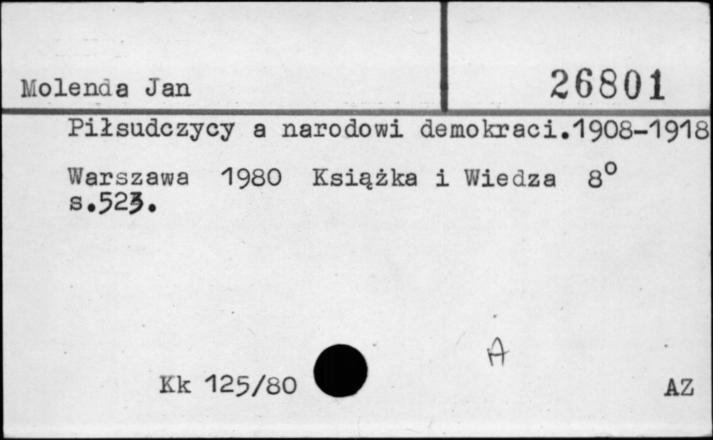 Molenda Jan
26801
Piłsudczycy a narodowi demokraci.1908-1918
Warszawa 1980 Książka i Wiedza 8°
s.523.
A
Kk 125/80
AZ